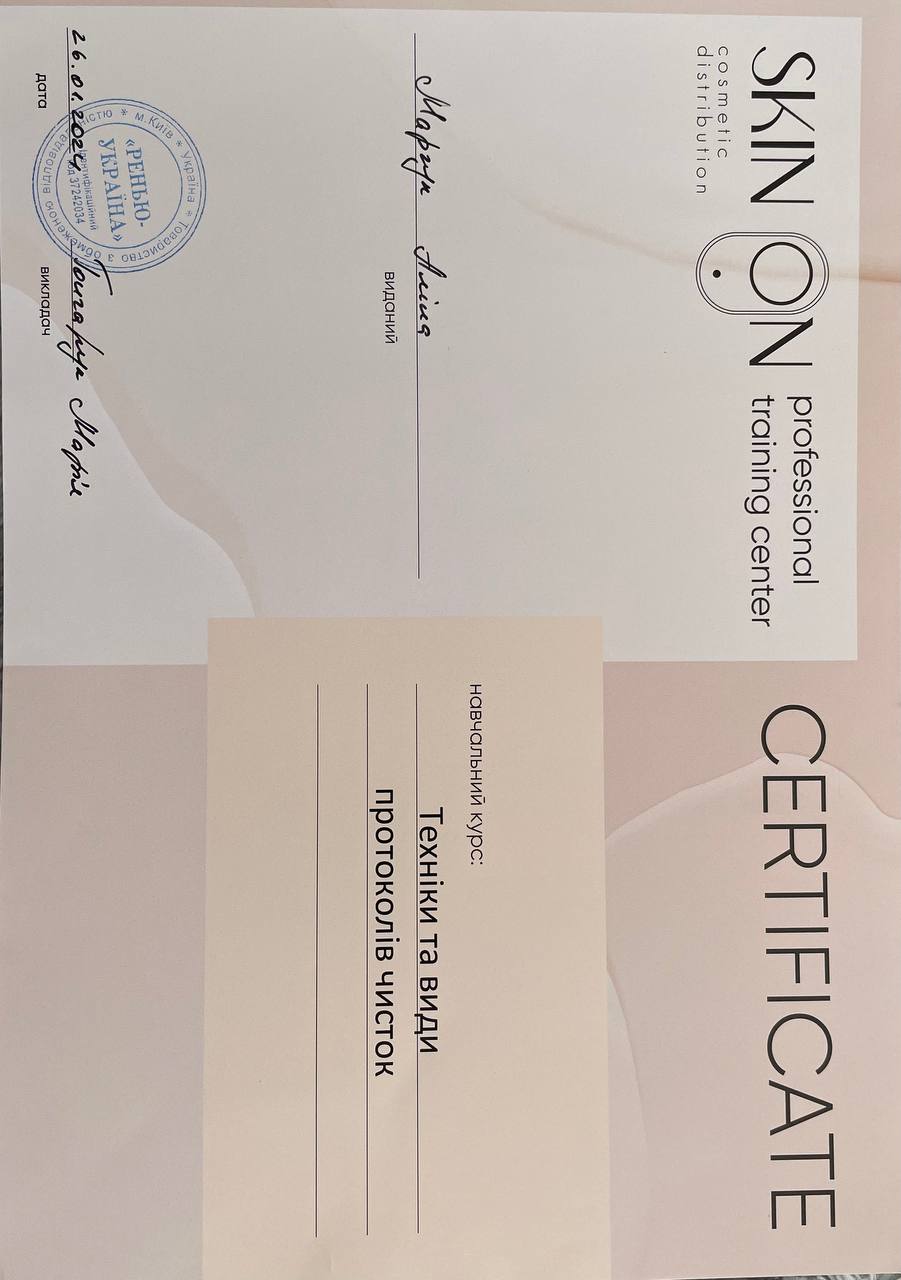 SKIN ON
professional
training center
cosmetic
distribution
CERTIFICATE
Аліна
виданий
навчальний курс:
Техніки та види
протоколів чисток
м.Київ * Україна * Товариство з обмеженою відповідальністю *
«РЕНЬЮ-
УКРАЇНА»
Ідентифікаційний
код 37242034
26.01.2024
Гончарук Марія
дата
викладач